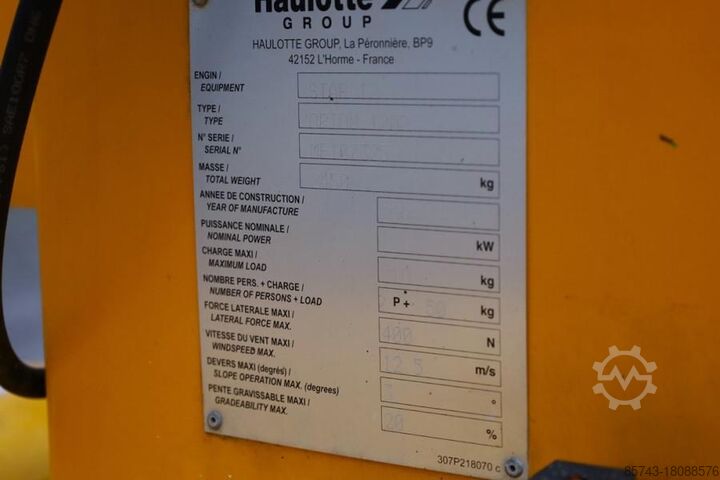 Haulotte
GROUP
CE
HAULOTTE GROUP, La Péronnière, BP9
42152 L'Horme - France
ENGIN /
EQUIPMENT
TYPE /
TYPE
N° SERIE /
SERIAL N°
MASSE /
TOTAL WEIGHT
kg
ANNEE DE CONSTRUCTION /
YEAR OF MANUFACTURE
PUISSANCE NOMINALE /
NOMINAL POWER
kW
CHARGE MAXI /
MAXIMUM LOAD
kg
NOMBRE PERS. + CHARGE /
NUMBER OF PERSONS + LOAD
P + 50 kg
FORCE LATERALE MAXI /
LATERAL FORCE MAX.
400 N
VITESSE DU VENT MAXI /
WINDSPEED MAX.
12.5 m/s
DEVERS MAXI (degrés) /
SLOPE OPERATION MAX. (degrees)
°
PENTE GRAVISSABLE MAXI /
GRADEABILITY MAX.
20 %
307P218070 c
SAE100R7
85743-18088576